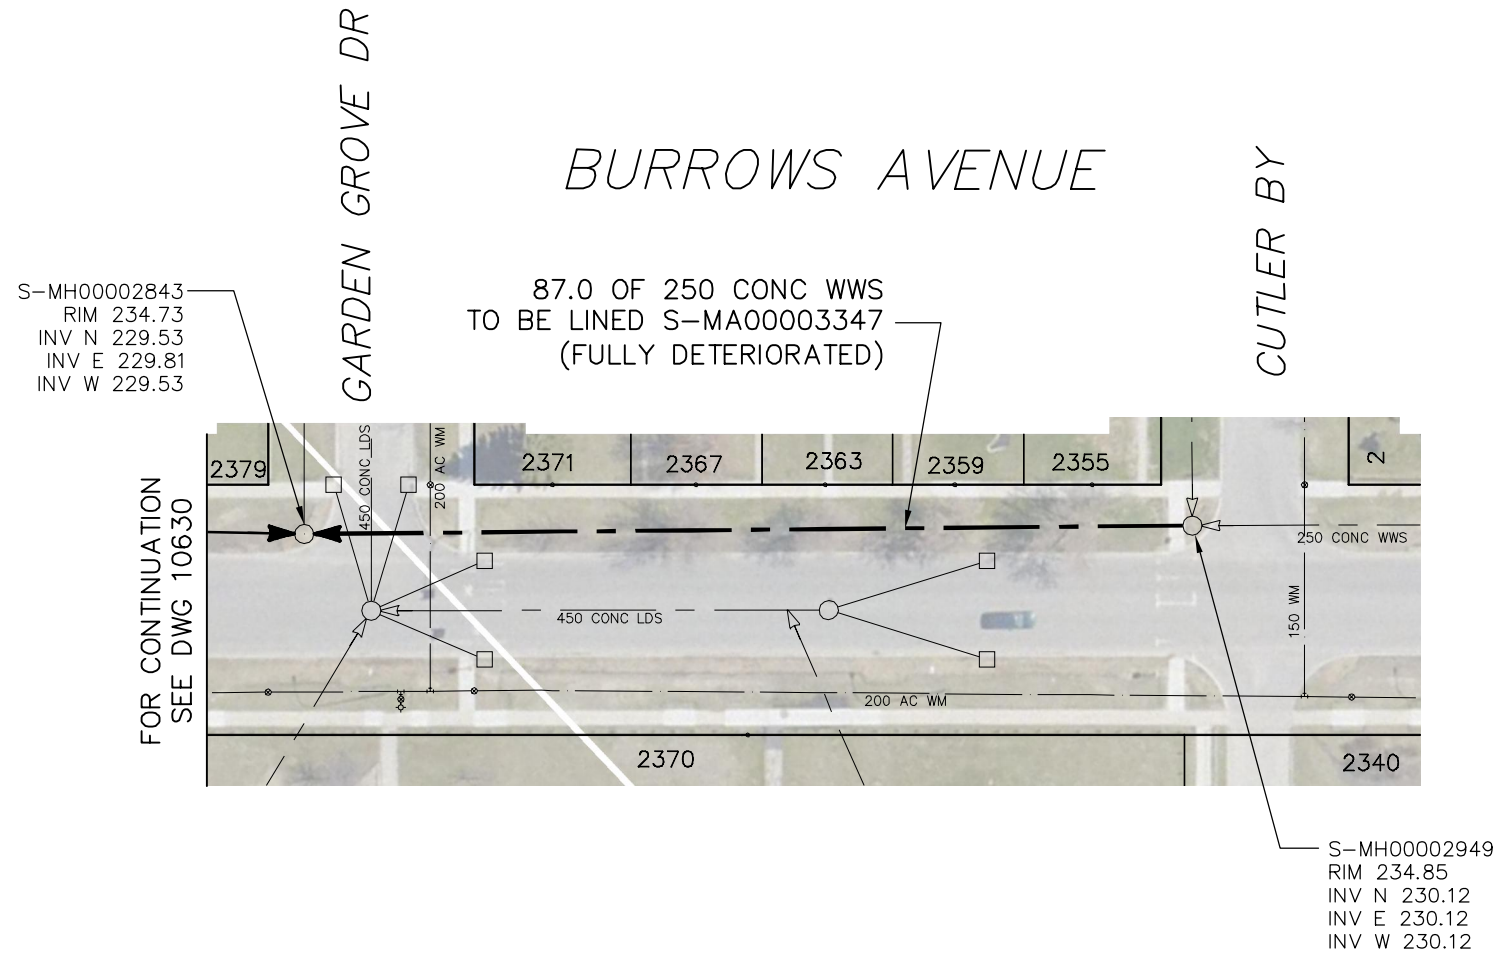 GARDEN GROVE DR
BURROWS AVENUE
CUTLER BY
S-MH00002843
RIM 234.73
INV N 229.53
INV E 229.81
INV W 229.53
87.0 OF 250 CONC WWS
TO BE LINED S-MA00003347
(FULLY DETERIORATED)
FOR CONTINUATION
SEE DWG 10630
2379
450 CONC LDS
200 AC WM
2371
2367
2363
2359
2355
2
250 CONC WWS
450 CONC LDS
150 WM
200 AC WM
2370
2340
S-MH00002949
RIM 234.85
INV N 230.12
INV E 230.12
INV W 230.12